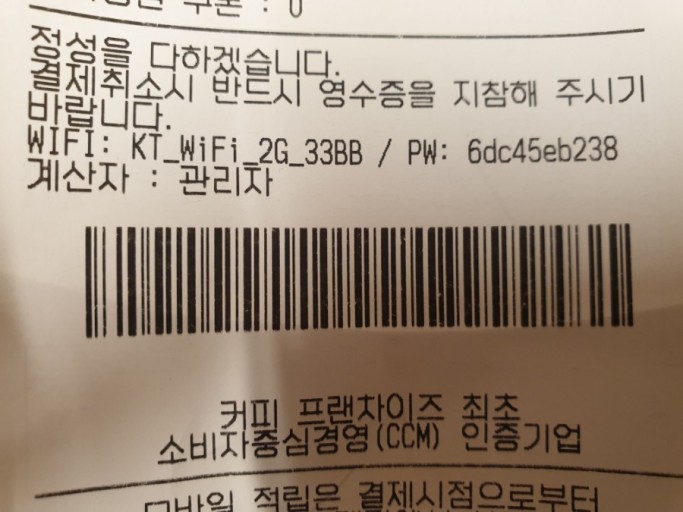 쿠폰 : 0
정성을 다하겠습니다.
결제취소시 반드시 영수증을 지참해 주시기
바랍니다.
WIFI: KT_WiFi_2G_33BB / PW: 6dc45eb238
계산자 : 관리자
커피 프랜차이즈 최초
소비자중심경영(CCM) 인증기업
모바일 적립은 결제시점으로부터